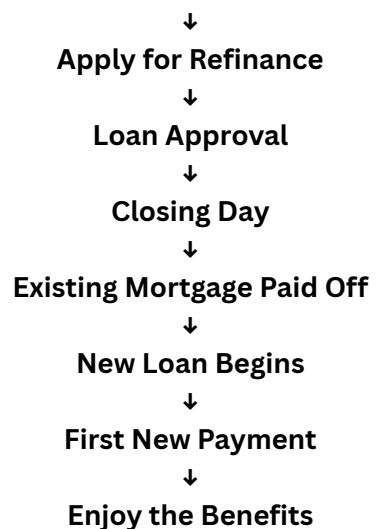 ↓
Apply for Refinance
↓
Loan Approval
↓
Closing Day
↓
Existing Mortgage Paid Off
↓
New Loan Begins
↓
First New Payment
↓
Enjoy the Benefits